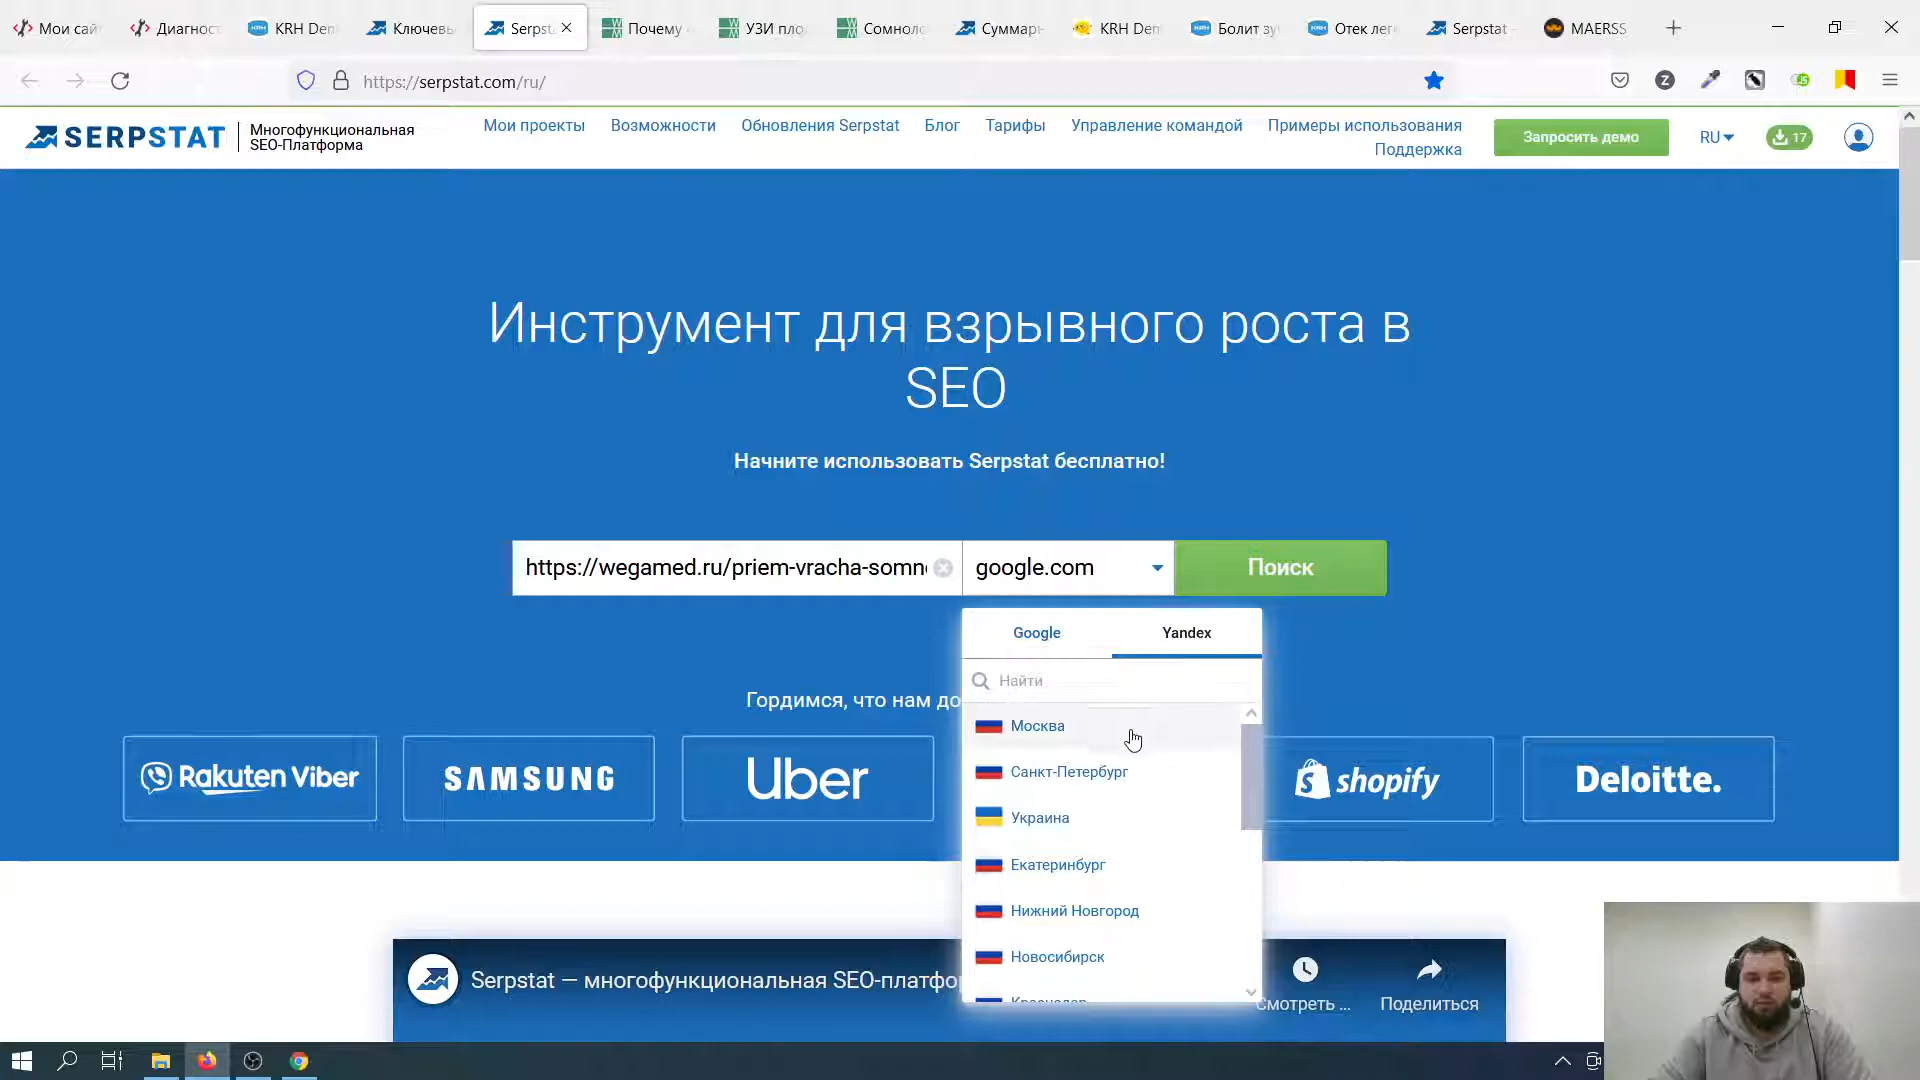 Мои сай
Диагнос
KRH Den
Ключевы
Serpst
Почему
УЗИ пло
Сомноло
Суммарн
KRH Den
Болит зу
Отек лег
Serpstat
MAERSS
https://serpstat.com/ru/
SERPSTAT
Многофункциональная
SEO-Платформа
Мои проекты
Возможности
Обновления Serpstat
Блог
Тарифы
Управление командой
Примеры использования
Поддержка
Запросить демо
RU
17
Инструмент для взрывного роста в
SEO
Начните использовать Serpstat бесплатно!
https://wegamed.ru/priem-vracha-somn
google.com
Поиск
Google
Yandex
Найти
Гордимся, что нам до
Москва
Санкт-Петербург
Украина
Екатеринбург
Нижний Новгород
Новосибирск
Краснодар
Rakuten Viber
SAMSUNG
Uber
shopify
Deloitte.
Serpstat — многофункциональная SEO-платфо
Смотреть ...
Поделиться